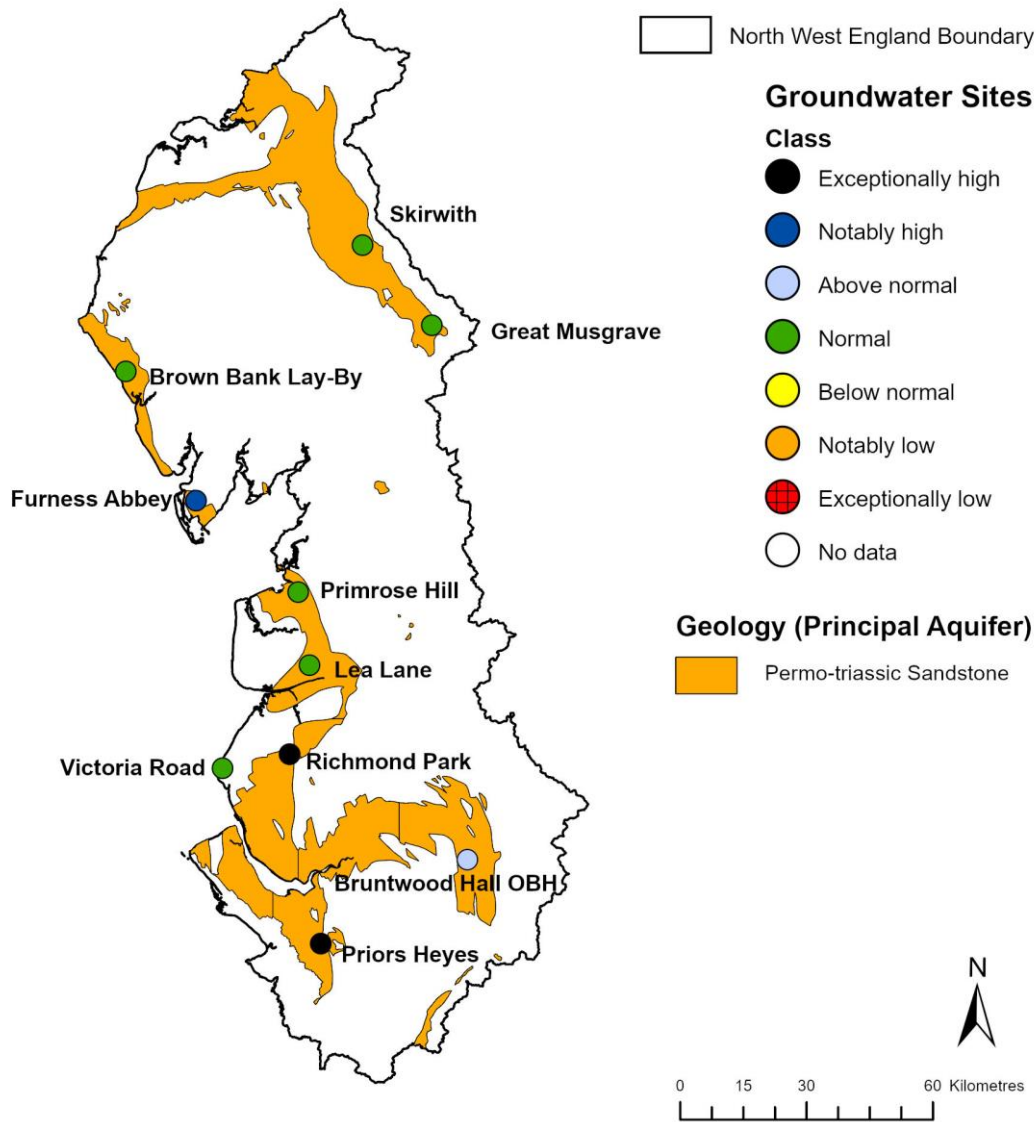 North West England Boundary
Groundwater Sites
Class
Exceptionally high
Notably high
Above normal
Normal
Below normal
Notably low
Exceptionally low
No data
Geology (Principal Aquifer)
Permo-triassic Sandstone
Skirwith
Great Musgrave
Brown Bank Lay-By
Furness Abbey
Primrose Hill
Lea Lane
Victoria Road
Richmond Park
Bruntwood Hall OBH
Priors Heyes
N
0 15 30 60 Kilometres